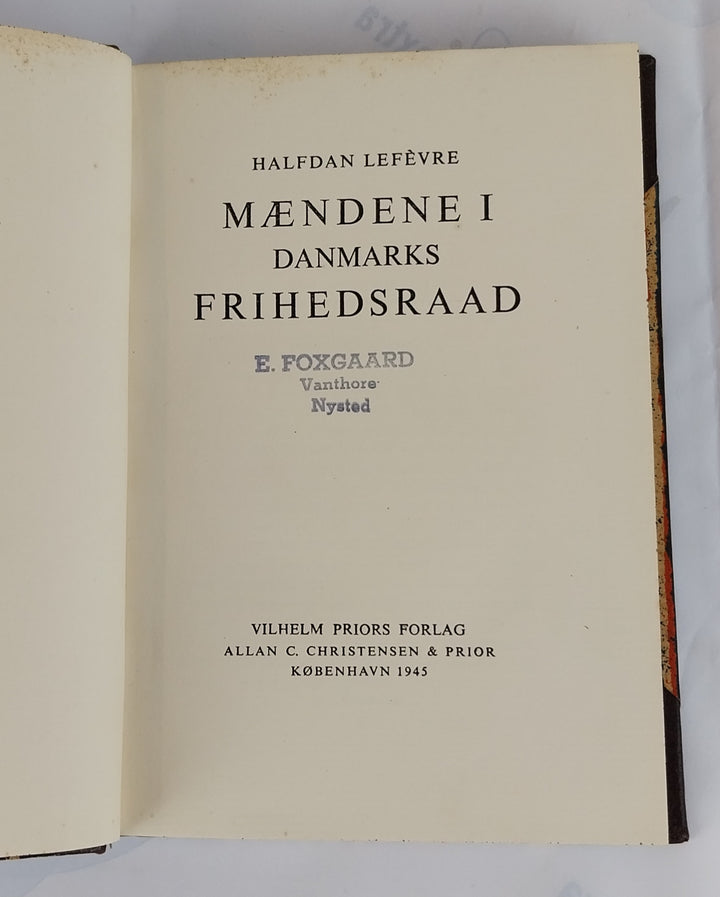 HALFDAN LEFÈVRE
MÆNDENE I
DANMARKS
FRIHEDSRAAD
E. FOXGAARD
Vanthore
Nysted
VILHELM PRIORS FORLAG
ALLAN C. CHRISTENSEN & PRIOR
KØBENHAVN 1945